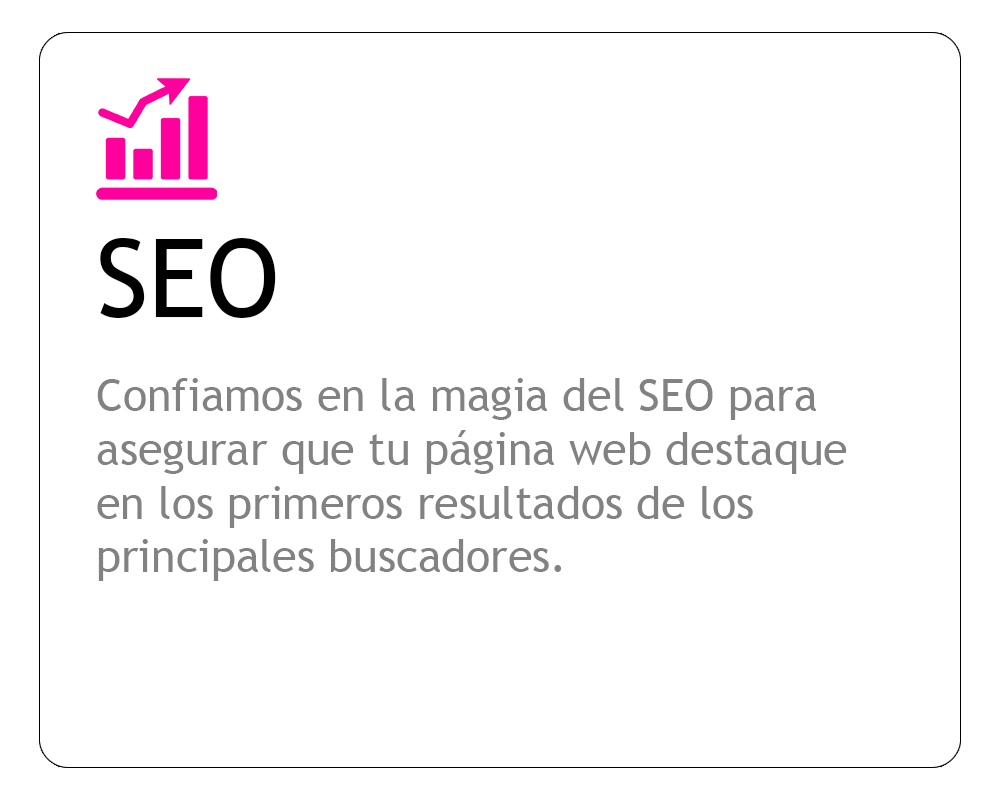 SEO
Confiamos en la magia del SEO para
asegurar que tu página web destaque
en los primeros resultados de los
principales buscadores.